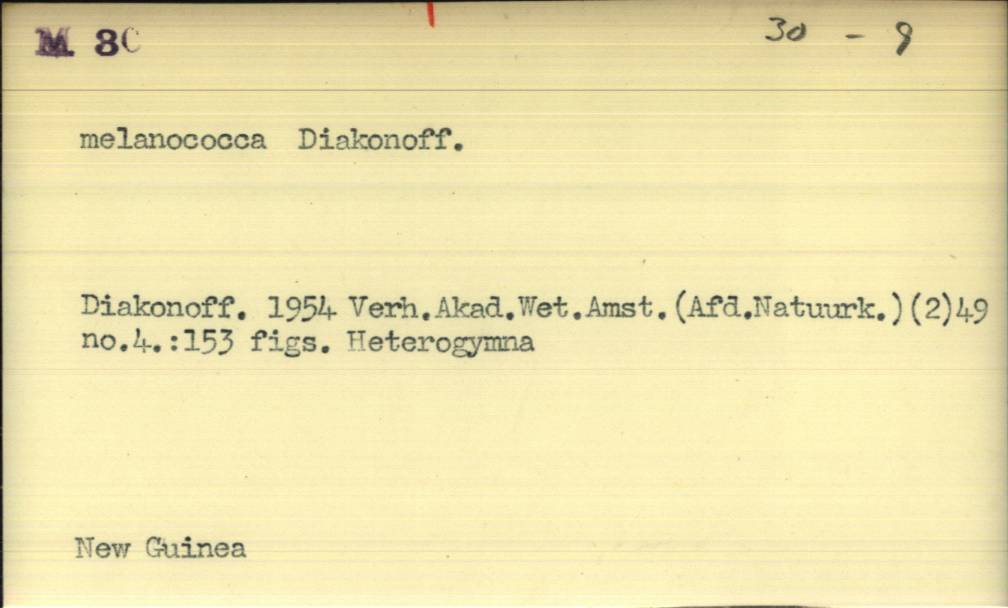 M. 8C
30 - 9
melanococca Diakonoff.
Diakonoff. 1954 Verh.Akad.Wet.Amst.(Afd.Natuurk.)(2)49
no.4.:153 figs. Heterogymna
New Guinea